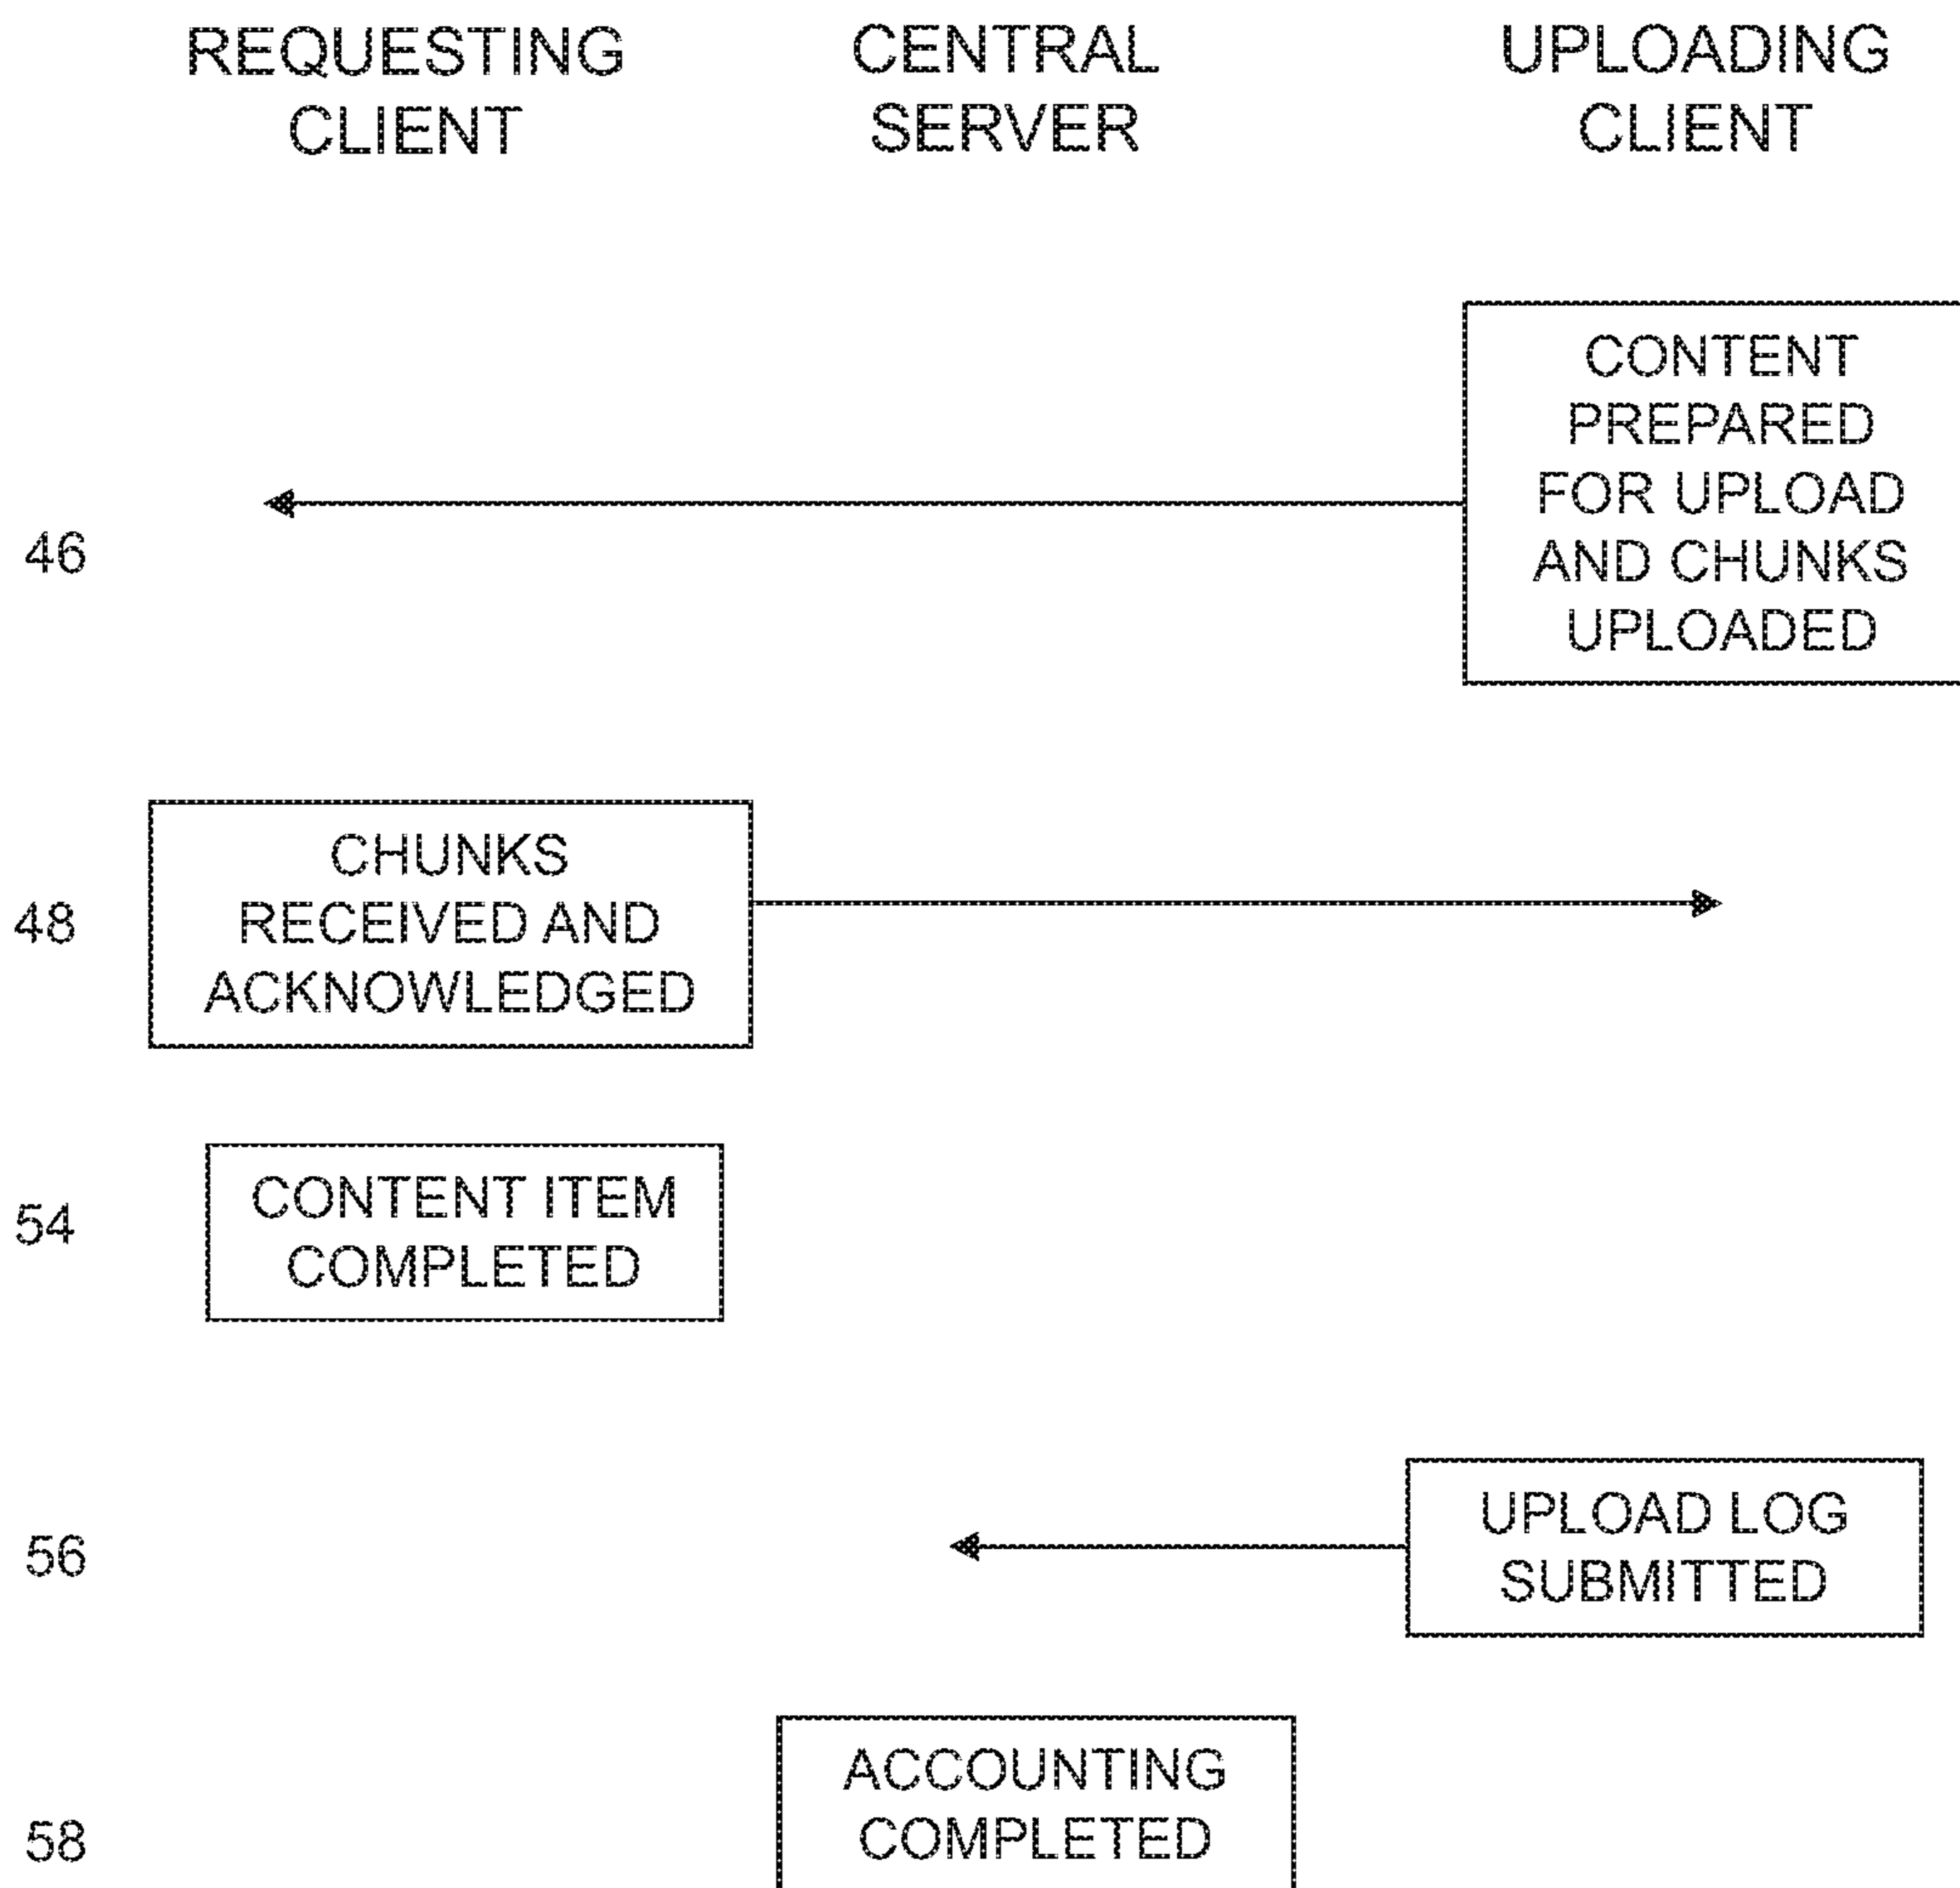 REQUESTING
CLIENT
CENTRAL
SERVER
UPLOADING
CLIENT
CONTENT
PREPARED
FOR UPLOAD
AND CHUNKS
UPLOADED
46
CHUNKS
RECEIVED AND
ACKNOWLEDGED
48
CONTENT ITEM
COMPLETED
54
UPLOAD LOG
SUBMITTED
56
ACCOUNTING
COMPLETED
58